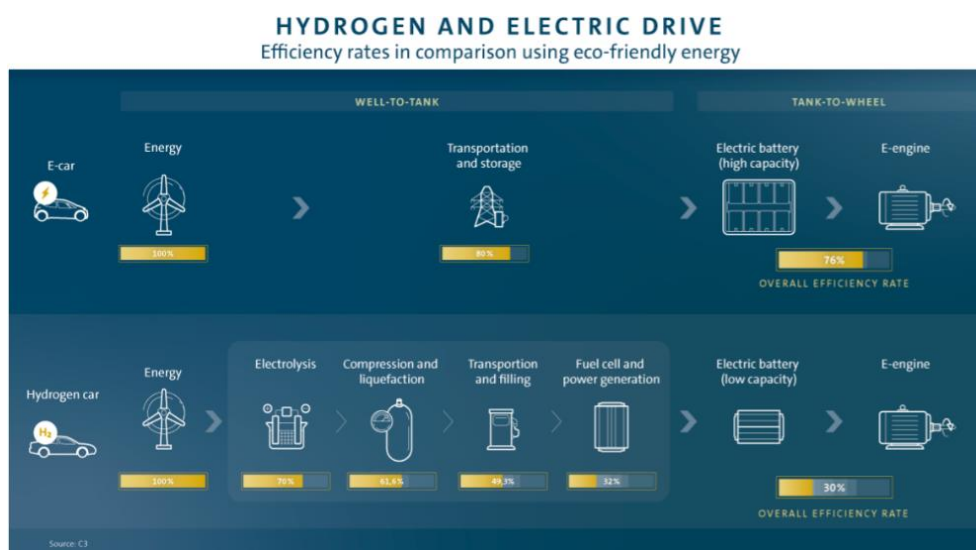 HYDROGEN AND ELECTRIC DRIVE
Efficiency rates in comparison using eco-friendly energy
WELL-TO-TANK
TANK-TO-WHEEL
E-car
Energy
Transportation
and storage
Electric battery
(high capacity)
E-engine
100%
80%
76%
OVERALL EFFICIENCY RATE
Hydrogen car
H₂
Energy
Electrolysis
Compression and
liquefaction
Transportion
and filling
Fuel cell and
power generation
Electric battery
(low capacity)
E-engine
100%
70%
61,6%
49,3%
32%
30%
OVERALL EFFICIENCY RATE
Source: C3